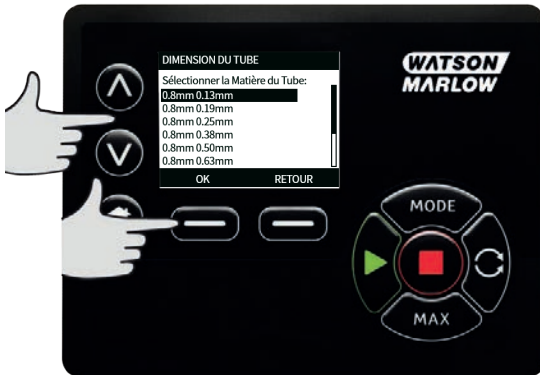 DIMENSION DU TUBE
Sélectionner la Matière du Tube:
0.8mm 0.13mm
0.8mm 0.19mm
0.8mm 0.25mm
0.8mm 0.38mm
0.8mm 0.50mm
0.8mm 0.63mm
OK RETOUR
WATSON
MARLOW
MODE
MAX